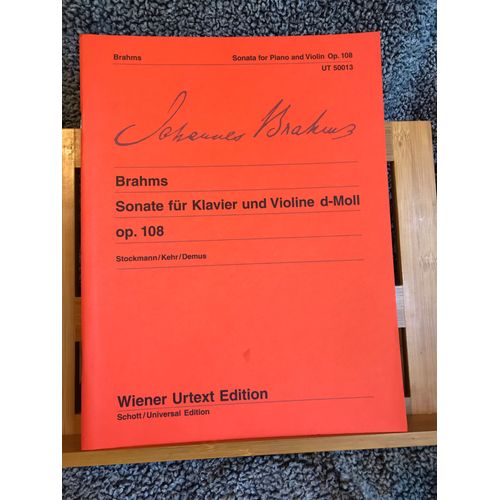 Brahms Sonata for Piano and Violin Op. 108
UT 50013
Johannes Brahms
Brahms
Sonate für Klavier und Violine d-Moll
op. 108
Stockmann/Kehr/Demus
Wiener Urtext Edition
Schott/Universal Edition